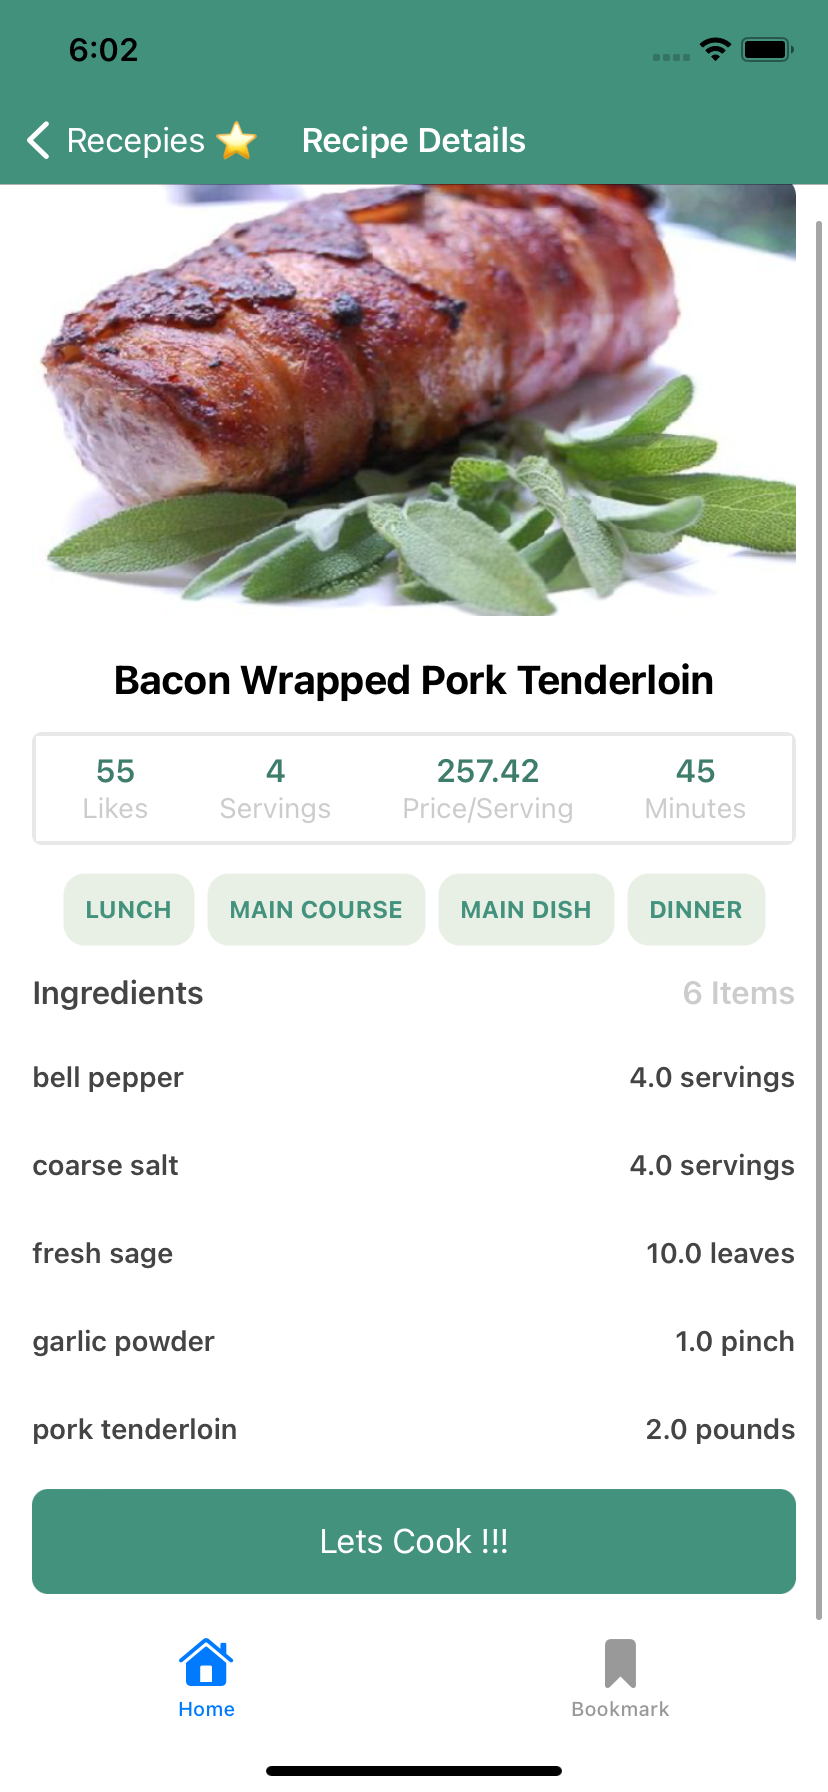 6:02
Recepies ⭐ Recipe Details
Bacon Wrapped Pork Tenderloin
55 4 257.42 45
Likes Servings Price/Serving Minutes
LUNCH MAIN COURSE MAIN DISH DINNER
Ingredients 6 Items
bell pepper 4.0 servings
coarse salt 4.0 servings
fresh sage 10.0 leaves
garlic powder 1.0 pinch
pork tenderloin 2.0 pounds
Lets Cook !!!
Home Bookmark